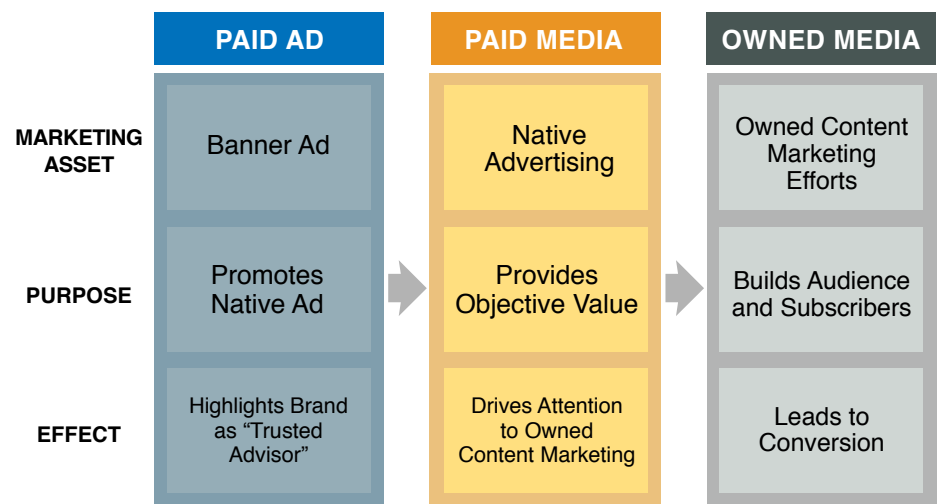 PAID AD
PAID MEDIA
OWNED MEDIA
MARKETING
ASSET
Banner Ad
Native
Advertising
Owned Content
Marketing
Efforts
PURPOSE
Promotes
Native Ad
Provides
Objective Value
Builds Audience
and Subscribers
EFFECT
Highlights Brand
as “Trusted
Advisor”
Drives Attention
to Owned
Content Marketing
Leads to
Conversion